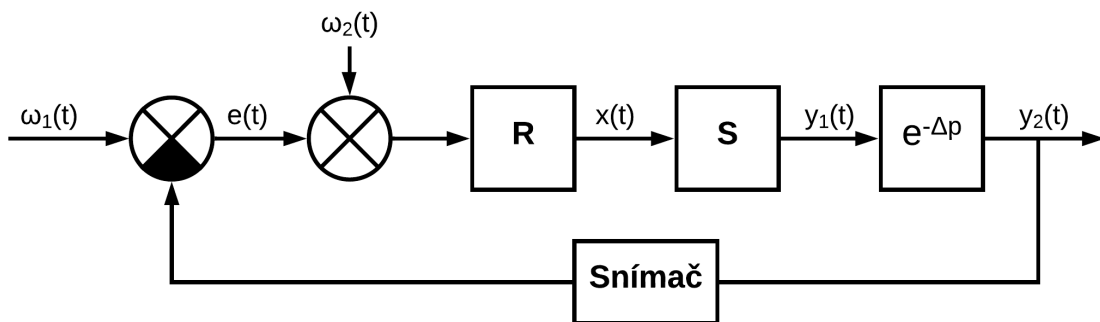 ω₂(t)
ω₁(t)
e(t)
R
x(t)
S
y₁(t)
e^-Δp
y₂(t)
Snímač